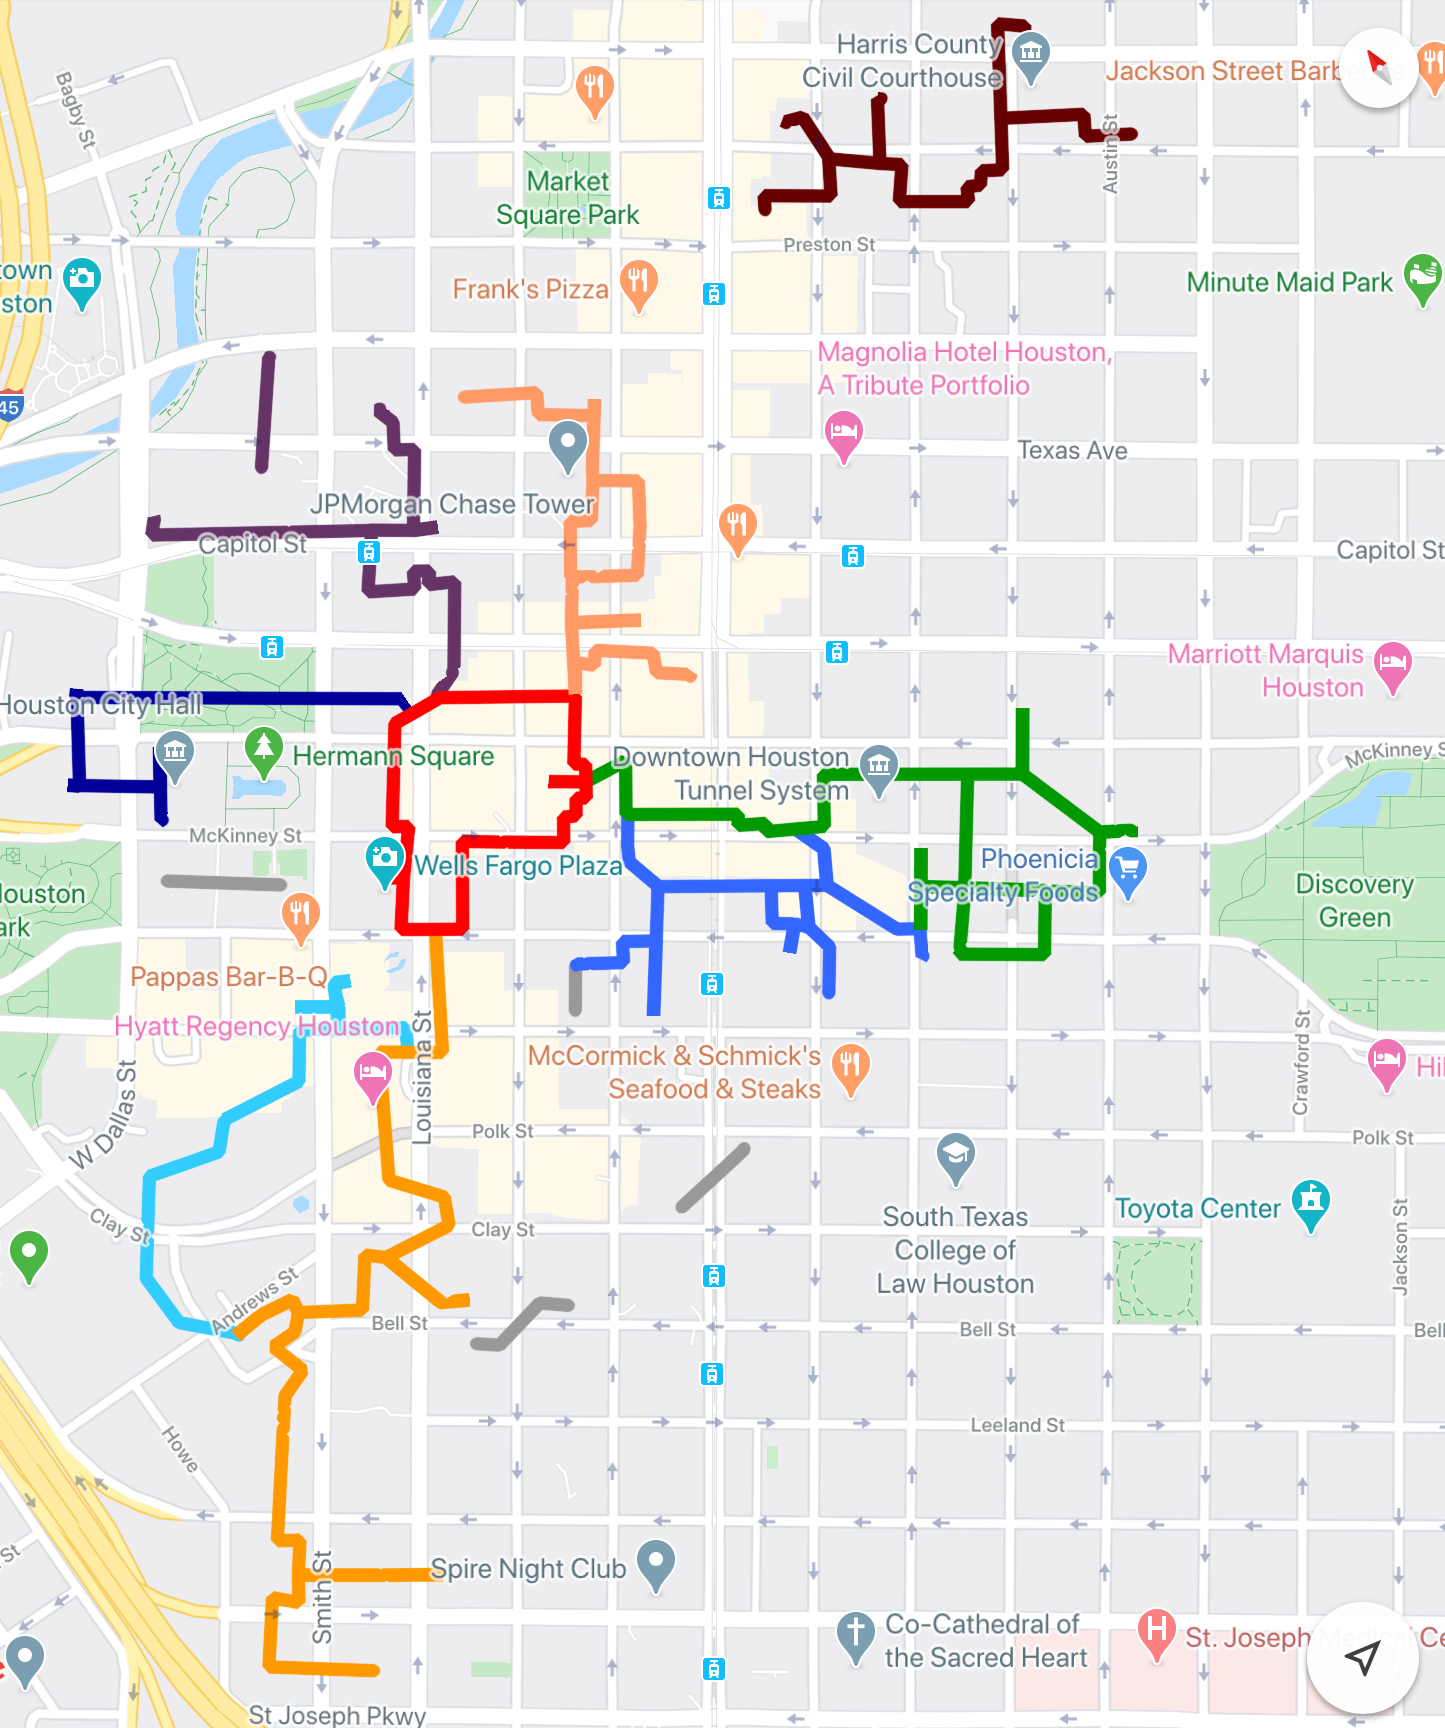 Bagby St
Harris County
Civil Courthouse
Jackson Street Barbecue
Austin St
Market
Square Park
Preston St
town
ston
Frank's Pizza
Minute Maid Park
Magnolia Hotel Houston,
A Tribute Portfolio
45
Texas Ave
JPMorgan Chase Tower
Capitol St
Capitol St
Marriott Marquis
Houston
Houston City Hall
Hermann Square
Downtown Houston
Tunnel System
McKinney S
McKinney St
Wells Fargo Plaza
Phoenicia
Specialty Foods
Discovery
Green
Houston
ark
Pappas Bar-B-Q
Hyatt Regency Houston
Louisiana St
McCormick & Schmick's
Seafood & Steaks
Crawford St
Hil
W Dallas St
Polk St
Polk St
Clay St
Clay St
South Texas
College of
Law Houston
Toyota Center
Jackson St
Andrews St
Bell St
Bell St
Bell
Leeland St
Howe
St
Smith St
Spire Night Club
Co-Cathedral of
the Sacred Heart
H
St. Joseph Medical Ce
e
St Joseph Pkwy